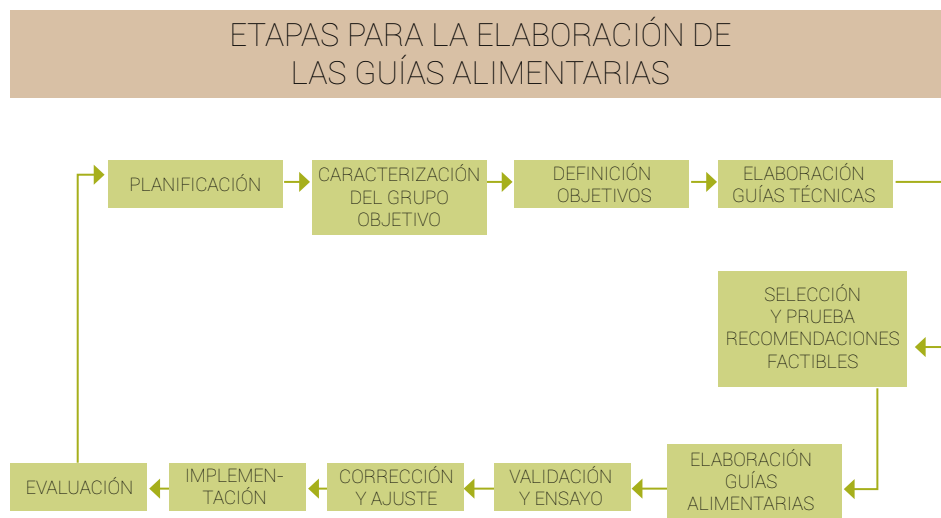 ETAPAS PARA LA ELABORACIÓN DE
LAS GUÍAS ALIMENTARIAS
PLANIFICACIÓN
CARACTERIZACIÓN
DEL GRUPO
OBJETIVO
DEFINICIÓN
OBJETIVOS
ELABORACIÓN
GUÍAS TÉCNICAS
SELECCIÓN
Y PRUEBA
RECOMENDACIONES
FACTIBLES
ELABORACIÓN
GUÍAS
ALIMENTARIAS
VALIDACIÓN
Y ENSAYO
CORRECCIÓN
Y AJUSTE
IMPLEMEN-
TACIÓN
EVALUACIÓN